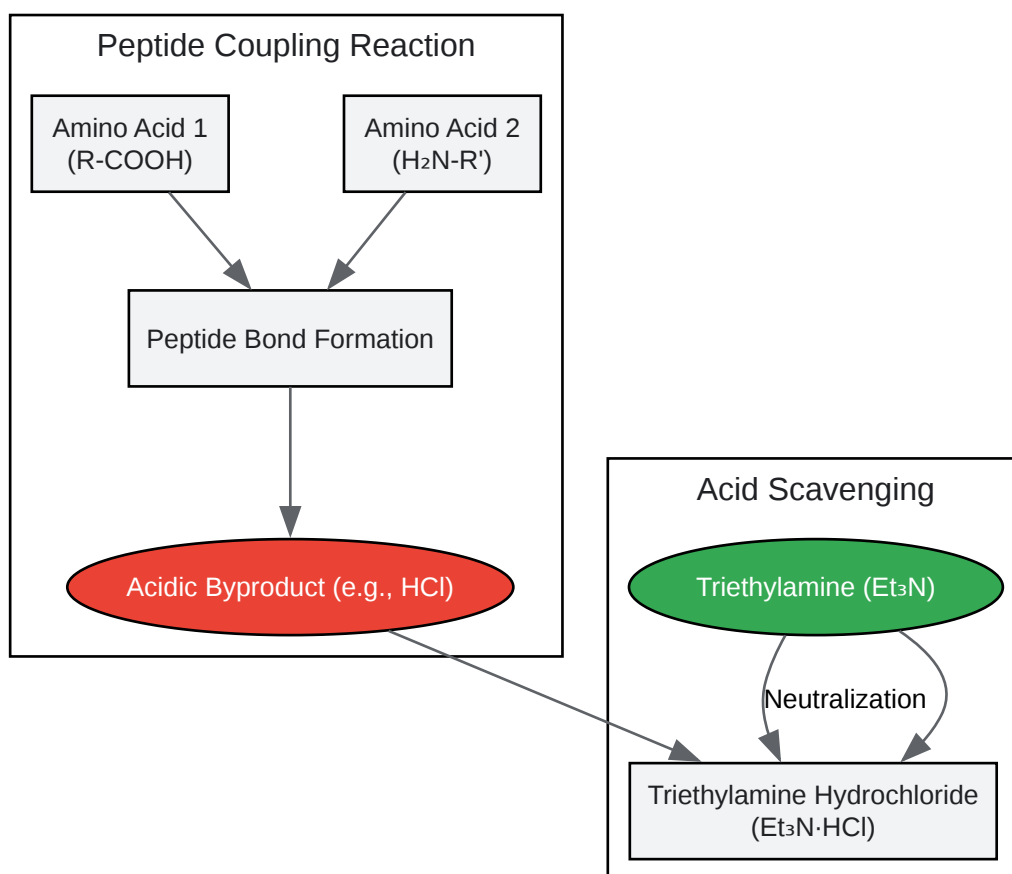 Peptide Coupling Reaction
Amino Acid 1
(R-COOH)
Amino Acid 2
(H₂N-R')
Peptide Bond Formation
Acidic Byproduct (e.g., HCl)
Acid Scavenging
Triethylamine (Et₃N)
Neutralization
Triethylamine Hydrochloride
(Et₃N·HCl)